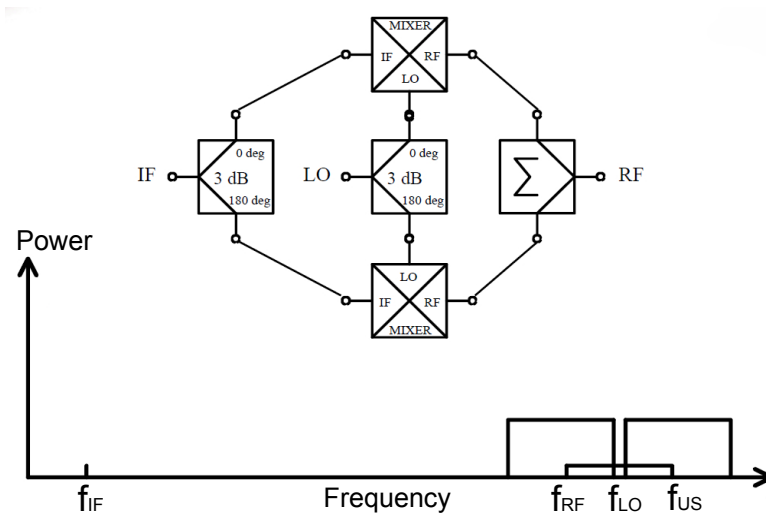 MIXER
IF RF
LO
0 deg
3 dB
180 deg
IF
LO
0 deg
3 dB
180 deg
Σ
RF
LO
IF RF
MIXER
Power
fIF
Frequency
fRF
fLO
fUS